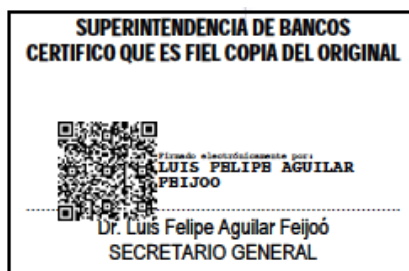 SUPERINTENDENCIA DE BANCOS
CERTIFICO QUE ES FIEL COPIA DEL ORIGINAL
Firmado electrónicamente por:
LUIS FELIPE AGUILAR
FEIJOO
Dr. Luis Felipe Aguilar Feijoó
SECRETARIO GENERAL